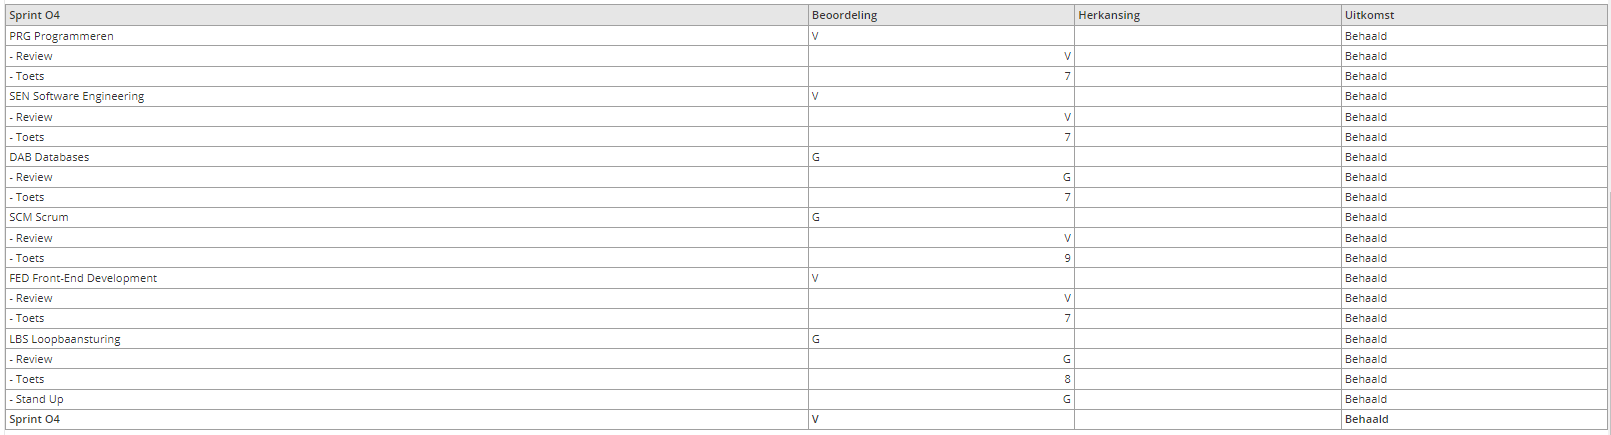 Sprint O4 Beoordeling Herkansing Uitkomst
PRG Programmeren V Behaald
- Review V Behaald
- Toets 7 Behaald
SEN Software Engineering V Behaald
- Review V Behaald
- Toets 7 Behaald
DAB Databases G Behaald
- Review G Behaald
- Toets 7 Behaald
SCM Scrum G Behaald
- Review V Behaald
- Toets 9 Behaald
FED Front-End Development V Behaald
- Review V Behaald
- Toets 7 Behaald
LBS Loopbaansturing G Behaald
- Review G Behaald
- Toets 8 Behaald
- Stand Up G Behaald
Sprint O4 V Behaald